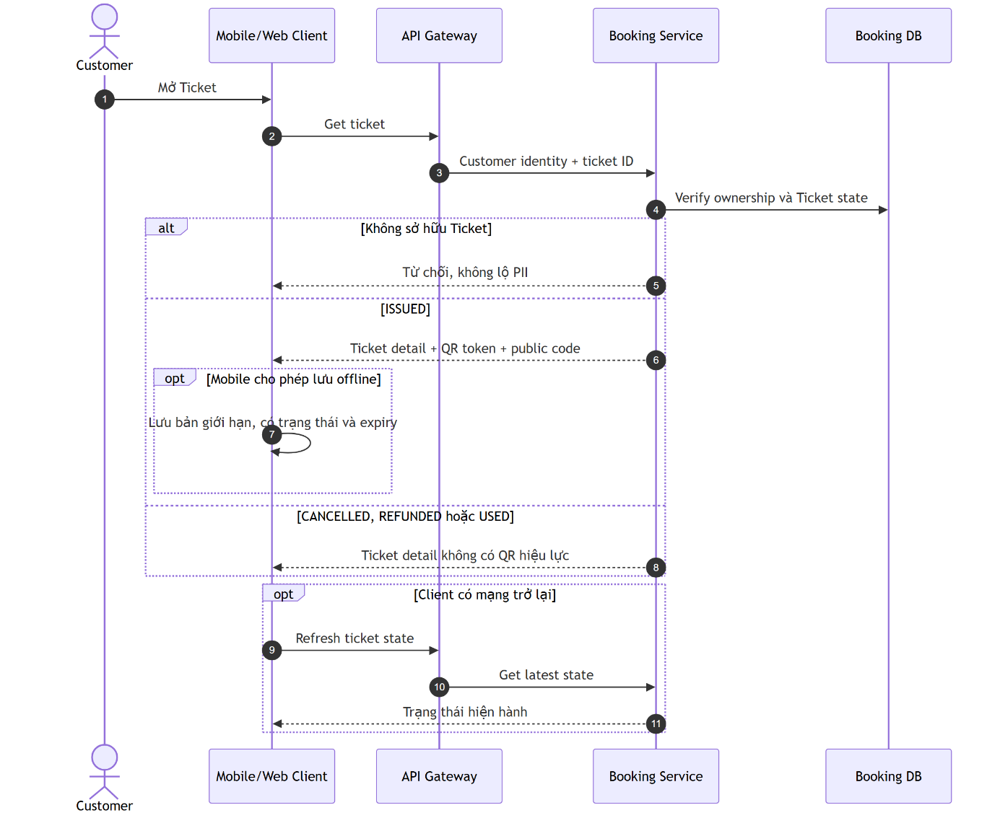 Customer
Mobile/Web Client
API Gateway
Booking Service
Booking DB
Mở Ticket
1
Get ticket
2
Customer identity + ticket ID
3
Verify ownership và Ticket state
4
alt
[Không sở hữu Ticket]
Từ chối, không lộ PII
5
[ISSUED]
Ticket detail + QR token + public code
6
opt
[Mobile cho phép lưu offline]
Lưu bản giới hạn, có trạng thái và expiry
7
[CANCELLED, REFUNDED hoặc USED]
Ticket detail không có QR hiệu lực
8
opt
[Client có mạng trở lại]
Refresh ticket state
9
Get latest state
10
Trạng thái hiện hành
11
Customer
Mobile/Web Client
API Gateway
Booking Service
Booking DB